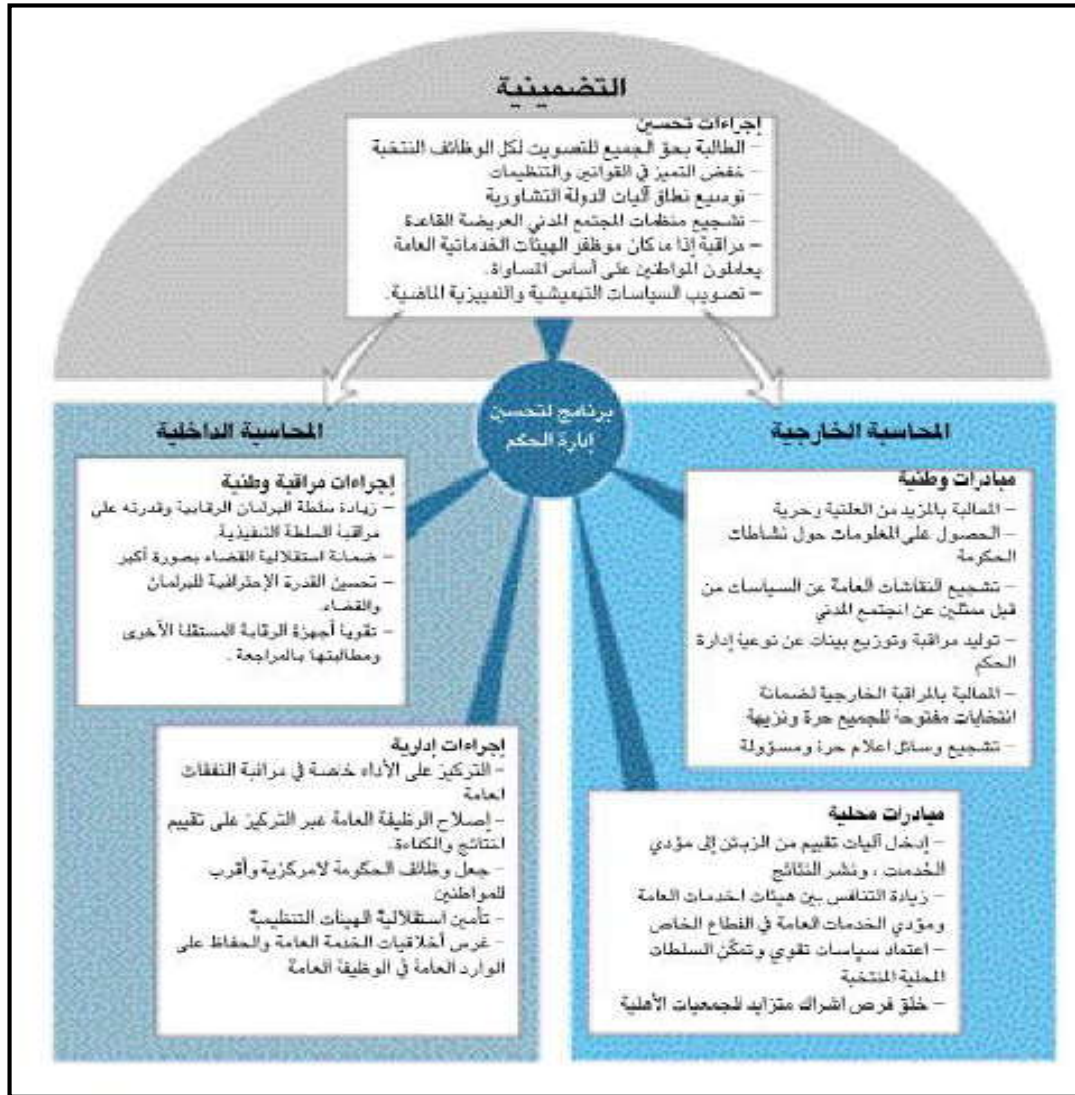 التضمينية
إجراءات تحسين
– الطالبة بحق الجميع للتصويت لكل الوظائف المنتخبة
– خفض التميز في القوانين والتنظيمات
– توسيع نطاق آليات الدولة التشاورية
– تشجيع منظمات المجتمع المدني العريضة القاعدة
– مراقبة إذا مكان موظفو الهيئات الخدماتية العامة
يعاملون المواطنين على أساس المساواة.
– تصويب السياسات التهميشية والتمييزية الماضية.
برنامج لتحسين
إدارة الحكم
المحاسبة الخارجية
مبادرات وطنية
– المطالبة بالمزيد من العلنية وحرية
– الحصول على المعلومات حول نشاطات
الحكومة
– تشجيع النقاشات العامة عن السياسات من
قبل ممثلين عن المجتمع المدني
– توليد مراقبة وتوزيع بينات عن نوعية إدارة
الحكم
– المطالبة بالمراقبة الخارجية لضمانة
انتخابات مفتوحة للجميع حرة ونزيهة
– تشجيع وسائل اعلام حرة ومسؤولة
مبادرات محلية
– إدخال آليات تقييم من الزبتن إلى مؤدي
الخدمات ، ونشر النتائج
– زيادة التنافس بين هيئات الخدمات العامة
ومؤدي الخدمات العامة في القطاع الخاص
– اعتماد سياسات تقوي وتمكّن السلطات
المحلية المنتخبة
– خلق فرص اشراك متزايد للجمعيات الأهلية
المحاسبة الداخلية
إجراءات مراقبة وطنية
– زيادة سلطة البرلمان الرقابية وقدرته على
مراقبة السلطة التنفيذية.
– ضمانة استقلالية القضاء بصورة أكبر
– تحسين القدرة الإحترافية للبرلمان
والقضاء.
– تقوية أجهزة الرقابة المستقلة الأخرى
ومطالبتها بالمراجعة .
إجراءات إدارية
– التركيز على الأداء خاصة في مراقبة النفقات
العامة
– إصلاح الوظيفة العامة عبر التركيز على تقييم
النتائج والكفاءة.
– جعل وظائف الحكومة لامركزية وأقرب
للمواطنين
– تأمين استقلالية الهيئات التنظيمية
– غرس أخلاقيات الخدمة العامة والحفاظ على
الوارد العامة في الوظيفة العامة